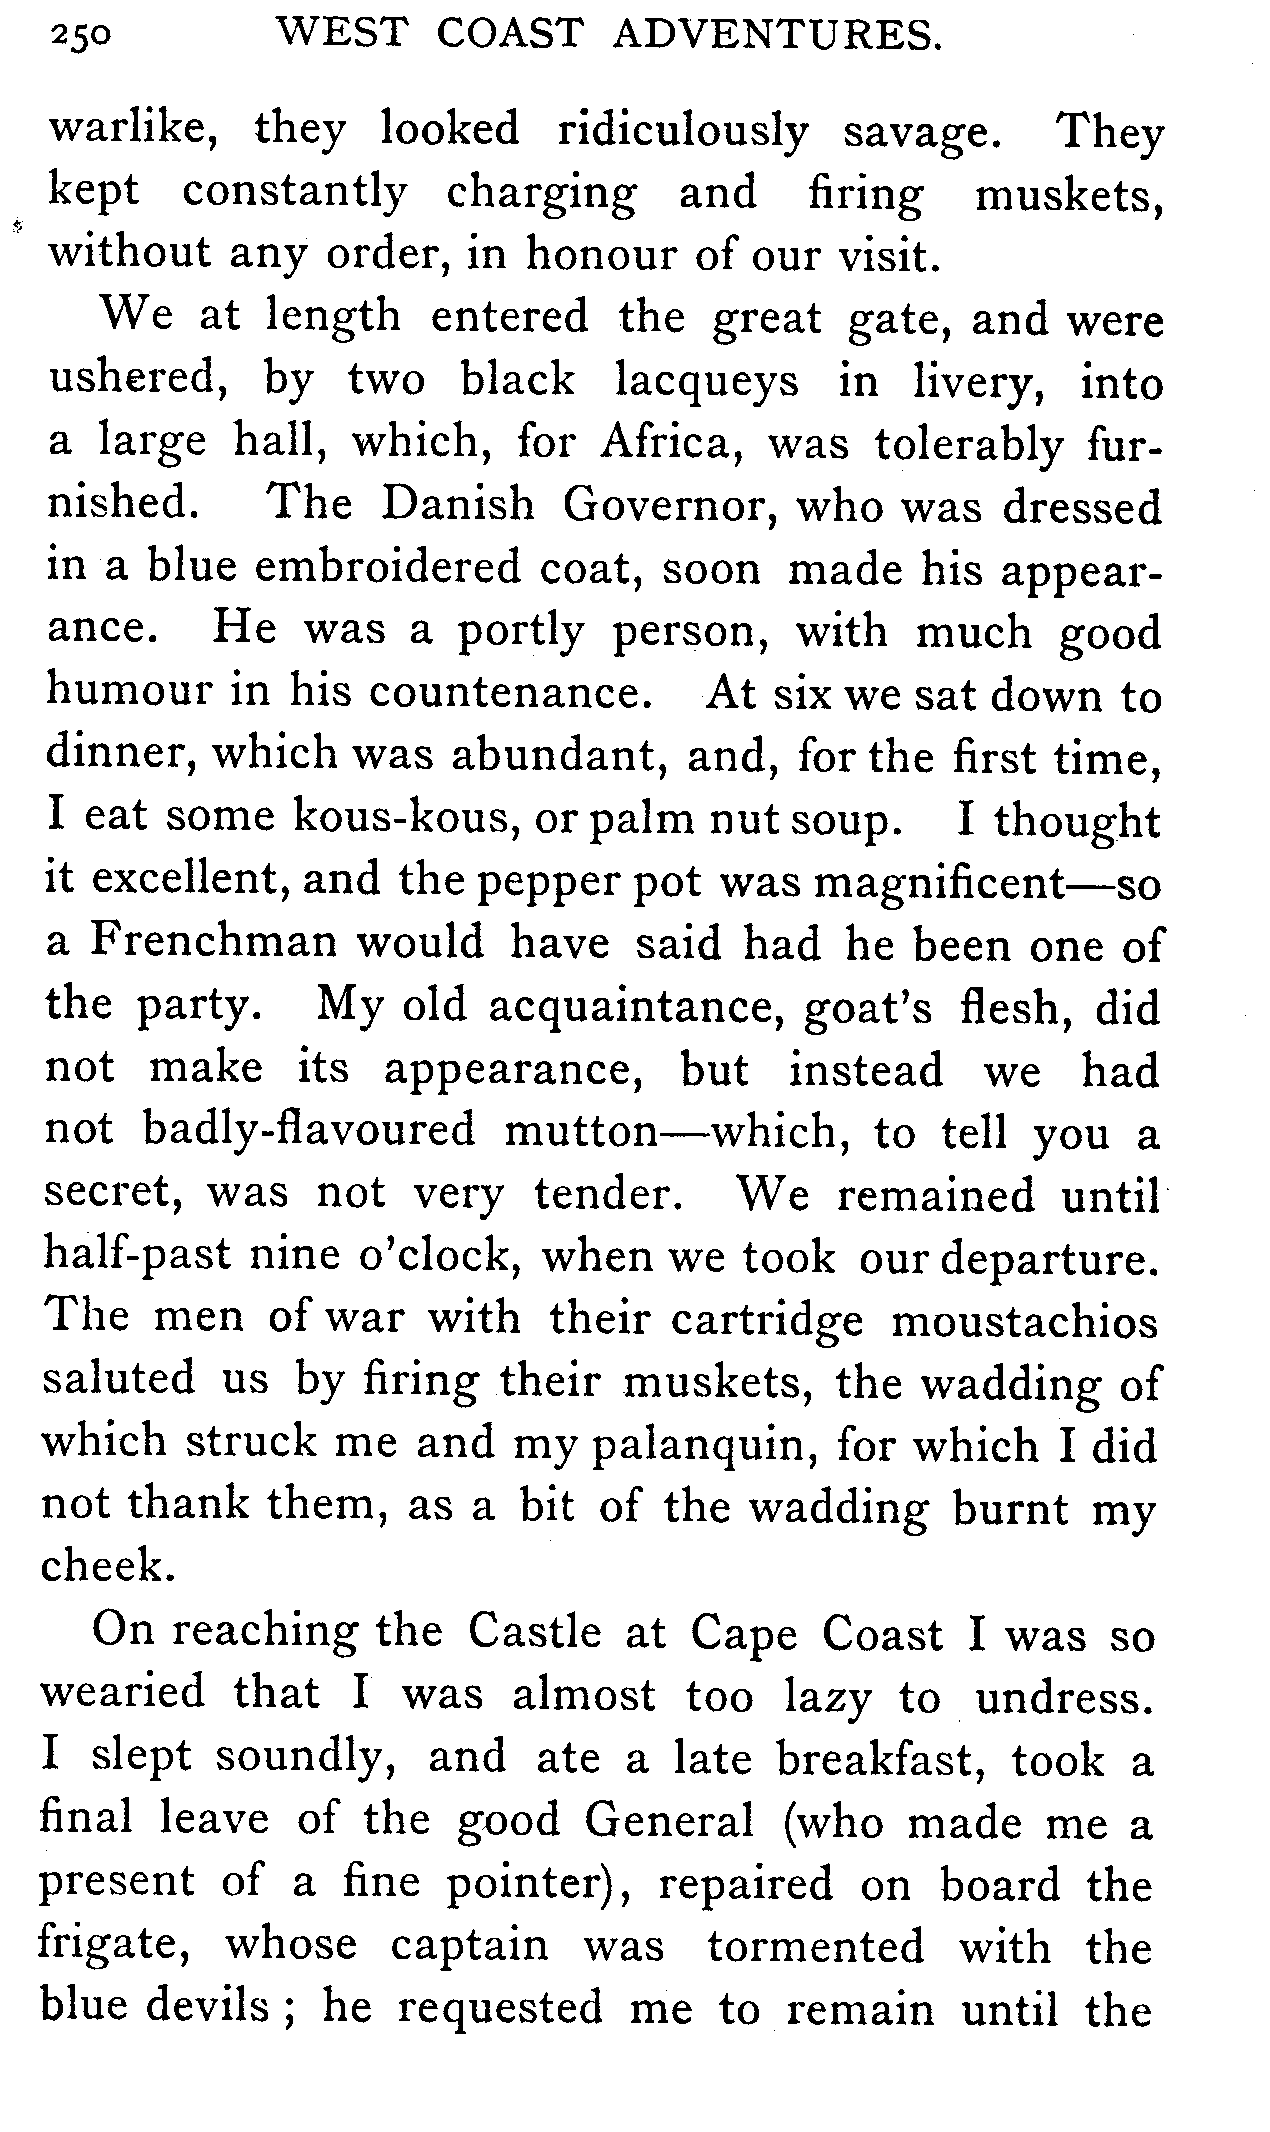 250 WEST COAST ADVENTURES.
warlike, they looked ridiculously savage. They
kept constantly charging and firing muskets,
without any order, in honour of our visit.
We at length entered the great gate, and were
ushered, by two black lacqueys in livery, into
a large hall, which, for Africa, was tolerably fur-
nished. The Danish Governor, who was dressed
in a blue embroidered coat, soon made his appear-
ance. He was a portly person, with much good
humour in his countenance. At six we sat down to
dinner, which was abundant, and, for the first time,
I eat some kous-kous, or palm nut soup. I thought
it excellent, and the pepper pot was magnificent—so
a Frenchman would have said had he been one of
the party. My old acquaintance, goat's flesh, did
not make its appearance, but instead we had
not badly-flavoured mutton—which, to tell you a
secret, was not very tender. We remained until
half-past nine o'clock, when we took our departure.
The men of war with their cartridge moustachios
saluted us by firing their muskets, the wadding of
which struck me and my palanquin, for which I did
not thank them, as a bit of the wadding burnt my
cheek.
On reaching the Castle at Cape Coast I was so
wearied that I was almost too lazy to undress.
I slept soundly, and ate a late breakfast, took a
final leave of the good General (who made me a
present of a fine pointer), repaired on board the
frigate, whose captain was tormented with the
blue devils ; he requested me to remain until the